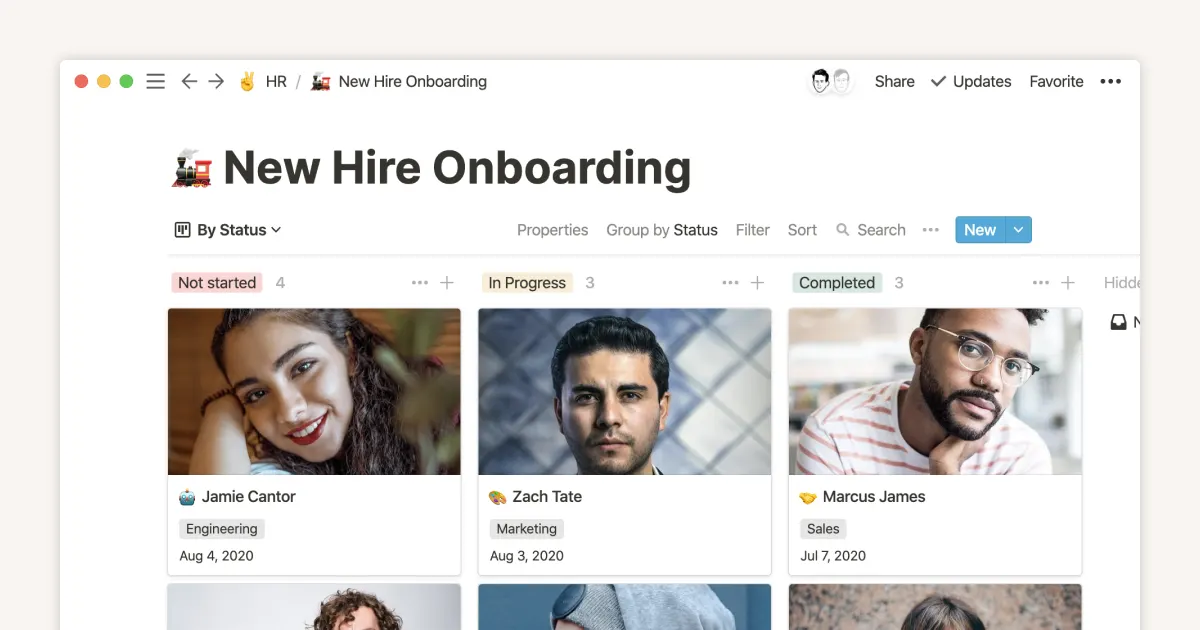 HR / New Hire Onboarding
Share Updates Favorite
New Hire Onboarding
By Status
Properties Group by Status Filter Sort Search New
Not started 4
In Progress 3
Completed 3
Jamie Cantor
Engineering
Aug 4, 2020
Zach Tate
Marketing
Aug 3, 2020
Marcus James
Sales
Jul 7, 2020